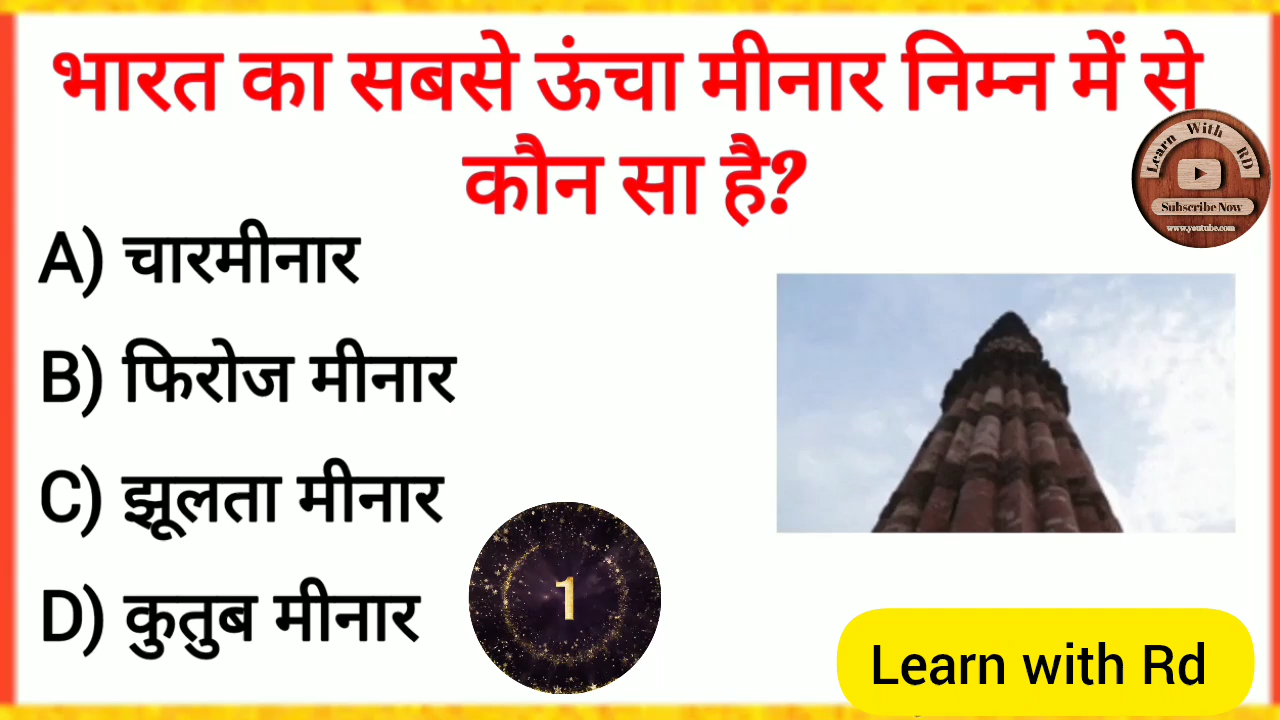 भारत का सबसे ऊंचा मीनार निम्न में से
कौन सा है?
Learn With RD
Subscribe Now
www.youtube.com
A) चारमीनार
B) फिरोज मीनार
C) झूलता मीनार
D) कुतुब मीनार
1
Learn with Rd